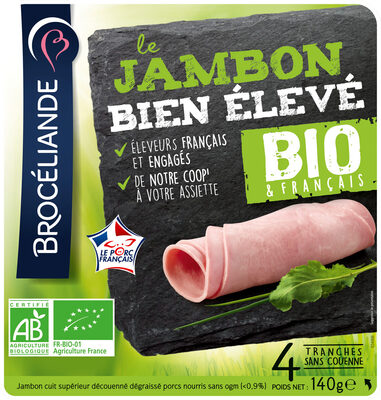 BROCÉLIANDE
le
JAMBON
BIEN ÉLEVÉ
ÉLEVEURS FRANÇAIS
ET ENGAGÉS
DE NOTRE COOP'
À VOTRE ASSIETTE
BIO
& FRANÇAIS
LE PORC
FRANÇAIS
CERTIFIÉ
AB
AGRICULTURE
BIOLOGIQUE
FR-BIO-01
Agriculture France
4 TRANCHES
SANS COUENNE
POIDS NET : 140g e
Jambon cuit supérieur découenné dégraissé porcs nourris sans ogm (<0,9%)